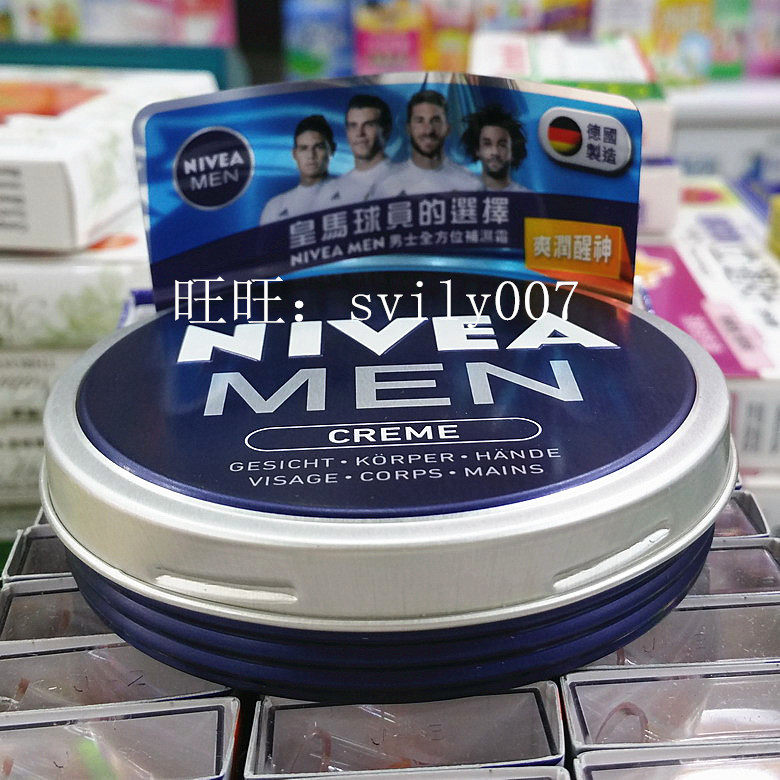 NIVEA
MEN
德國
製造
皇馬球員的選擇
NIVEA MEN 男士全方位補濕霜
爽潤醒神
旺旺：svily007
NIVEA
MEN
CREME
GESICHT • KÖRPER • HÄNDE
VISAGE • CORPS • MAINS